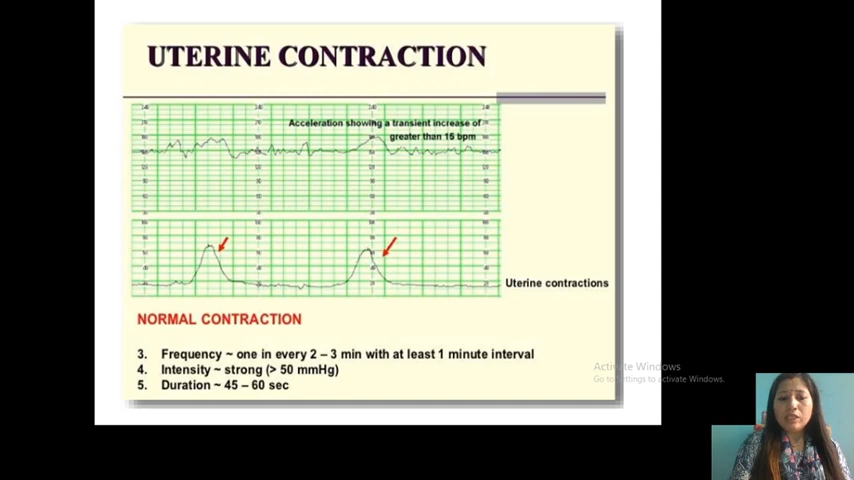 UTERINE CONTRACTION
Acceleration showing a transient increase of
greater than 15 bpm
Uterine contractions
NORMAL CONTRACTION
3. Frequency ~ one in every 2 – 3 min with at least 1 minute interval
4. Intensity ~ strong (> 50 mmHg)
5. Duration ~ 45 – 60 sec
Activate Windows
Go to Settings to activate Windows.